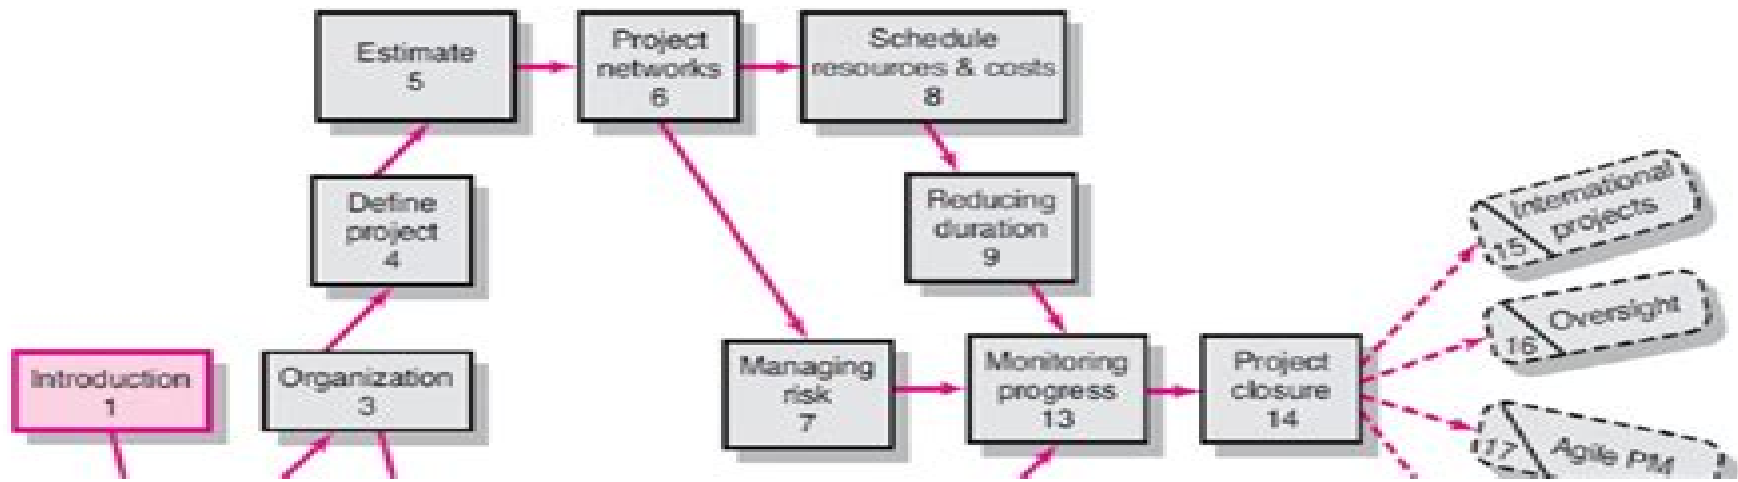 Estimate
5
Project
networks
6
Schedule
resources & costs
8
Define
project
4
Reducing
duration
9
International
projects
15
Oversight
16
Introduction
1
Organization
3
Managing
risk
7
Monitoring
progress
13
Project
closure
14
Agile PM
17